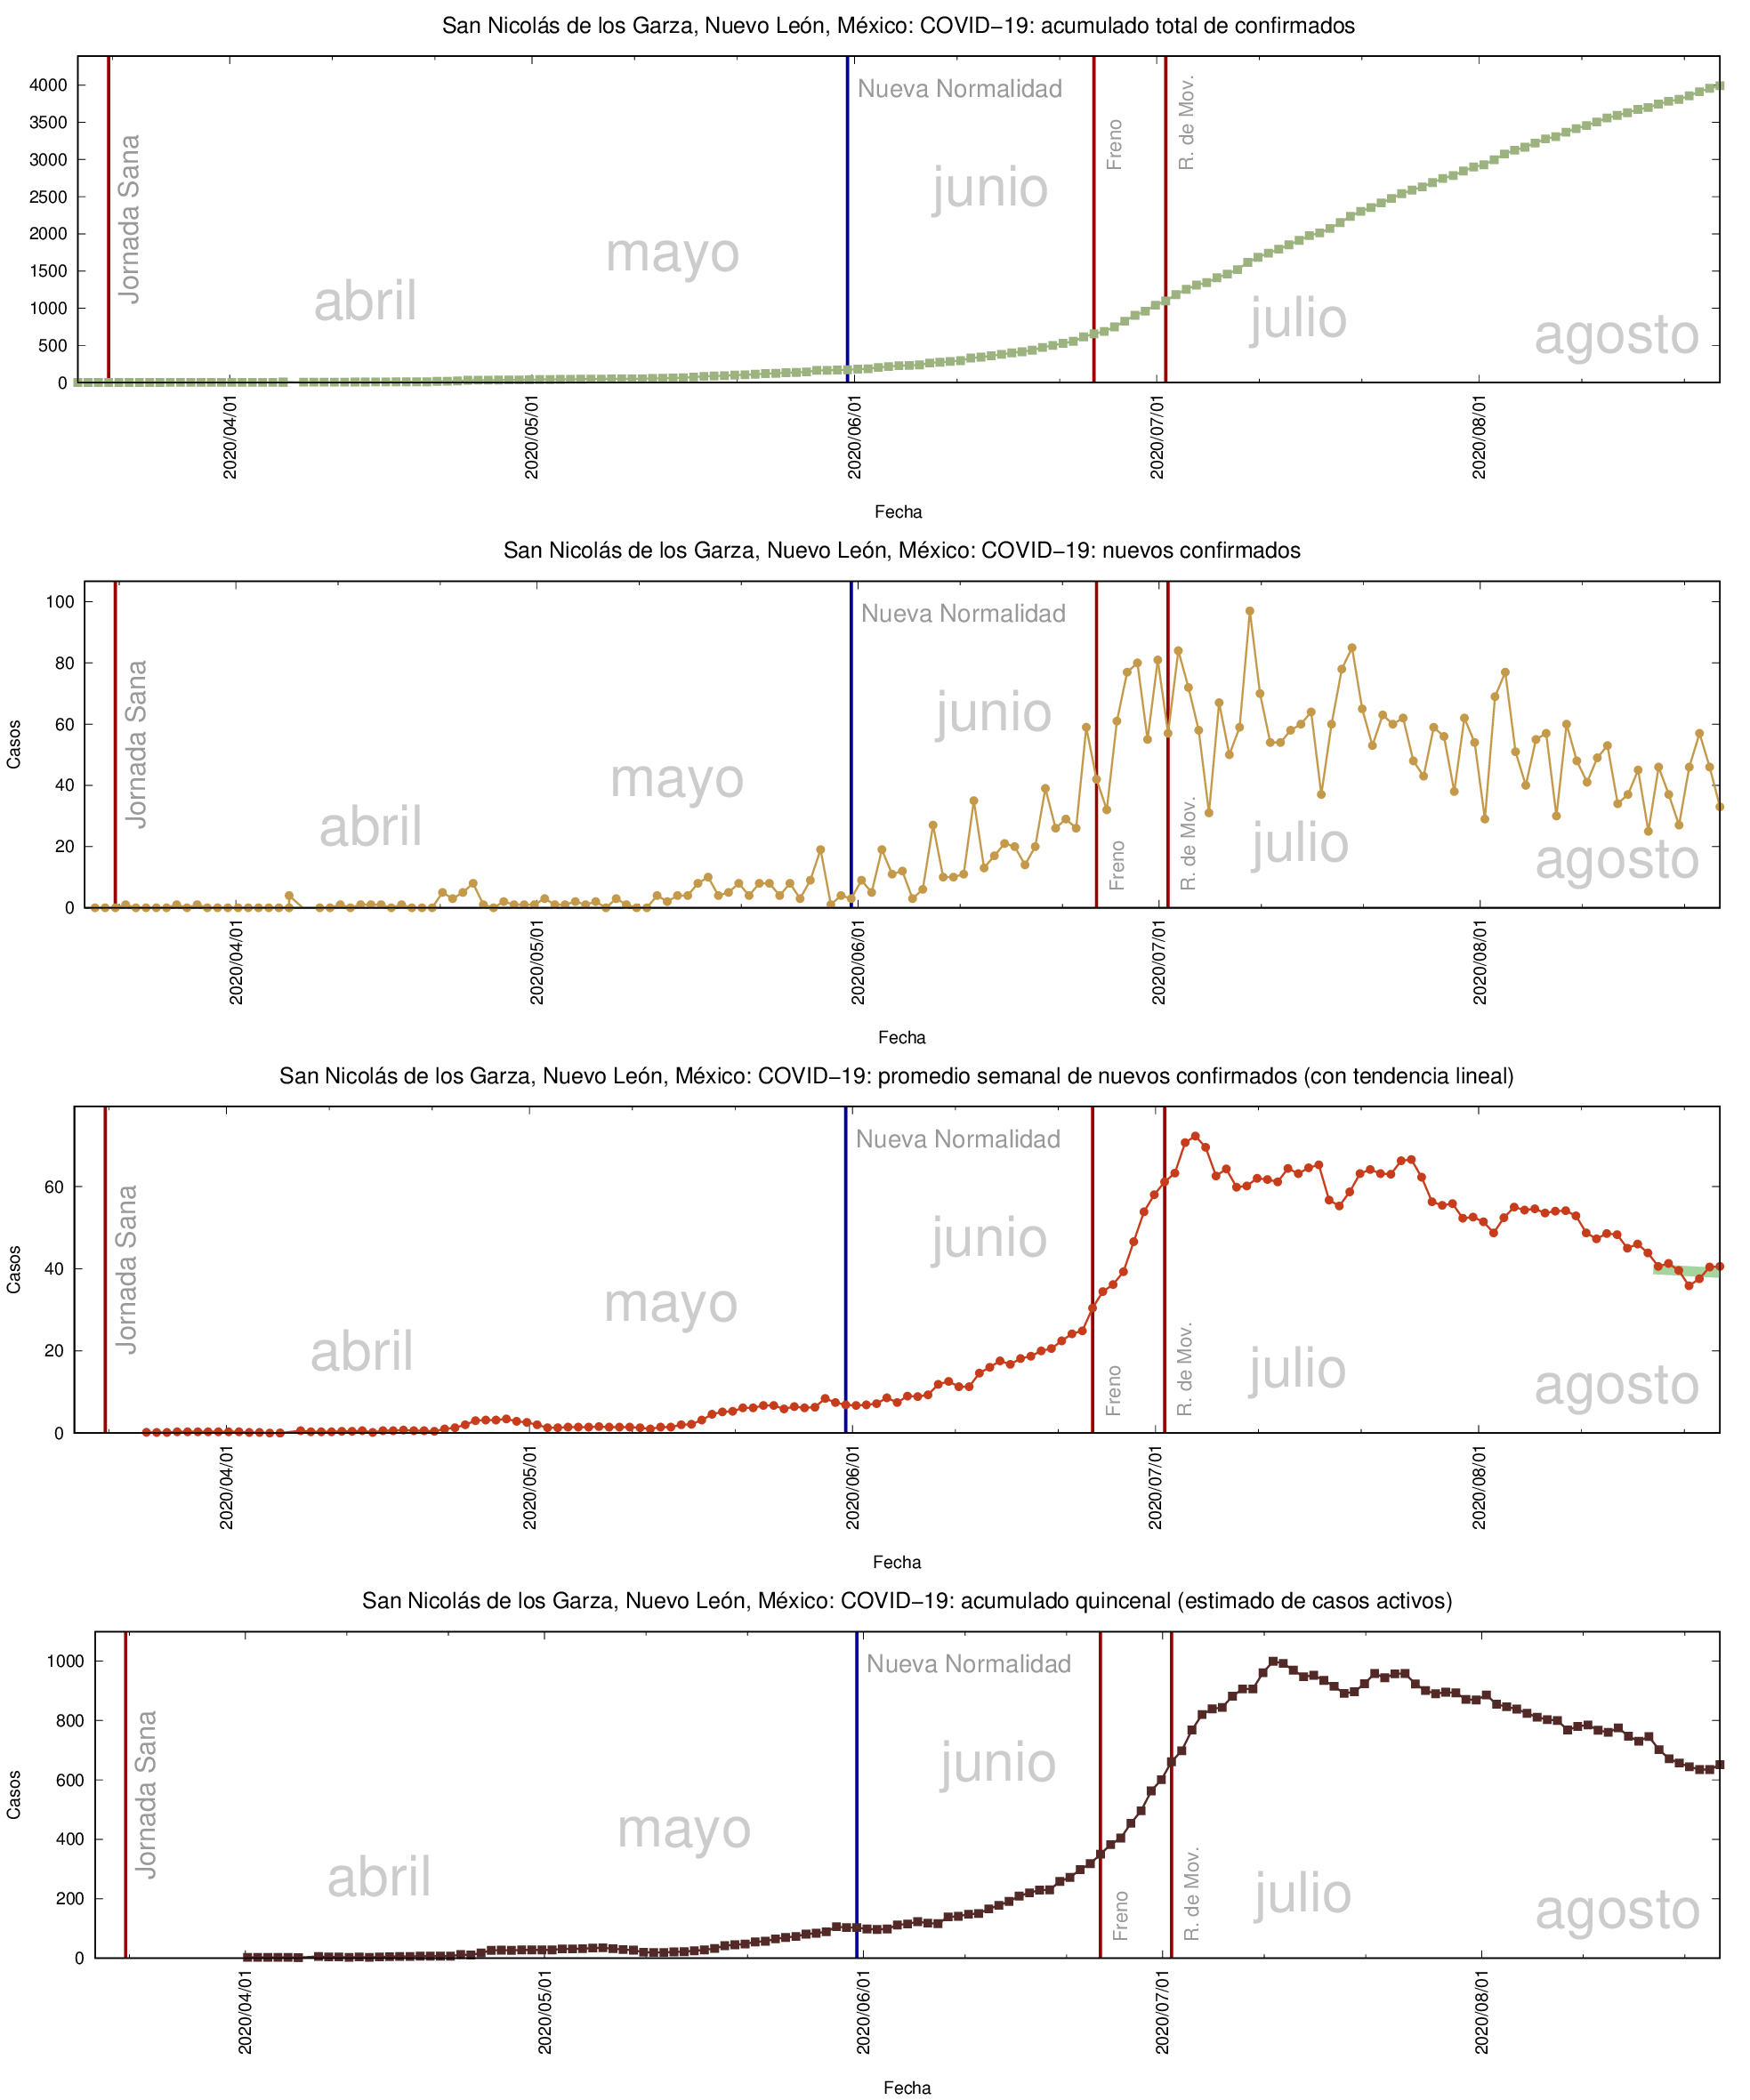 San Nicolás de los Garza, Nuevo León, México: COVID−19: acumulado total de confirmados
4000
3500
3000
2500
2000
1500
1000
500
0
Jornada Sana
abril
mayo
Nueva Normalidad
junio
Freno
R. de Mov.
julio
agosto
2020/04/01
2020/05/01
2020/06/01
2020/07/01
2020/08/01
Fecha
San Nicolás de los Garza, Nuevo León, México: COVID−19: nuevos confirmados
Casos
100
80
60
40
20
0
Jornada Sana
abril
mayo
Nueva Normalidad
junio
Freno
R. de Mov.
julio
agosto
2020/04/01
2020/05/01
2020/06/01
2020/07/01
2020/08/01
Fecha
San Nicolás de los Garza, Nuevo León, México: COVID−19: promedio semanal de nuevos confirmados (con tendencia lineal)
Casos
60
40
20
0
Jornada Sana
abril
mayo
Nueva Normalidad
junio
Freno
R. de Mov.
julio
agosto
2020/04/01
2020/05/01
2020/06/01
2020/07/01
2020/08/01
Fecha
San Nicolás de los Garza, Nuevo León, México: COVID−19: acumulado quincenal (estimado de casos activos)
Casos
1000
800
600
400
200
0
Jornada Sana
abril
mayo
Nueva Normalidad
junio
Freno
R. de Mov.
julio
agosto
2020/04/01
2020/05/01
2020/06/01
2020/07/01
2020/08/01
Fecha